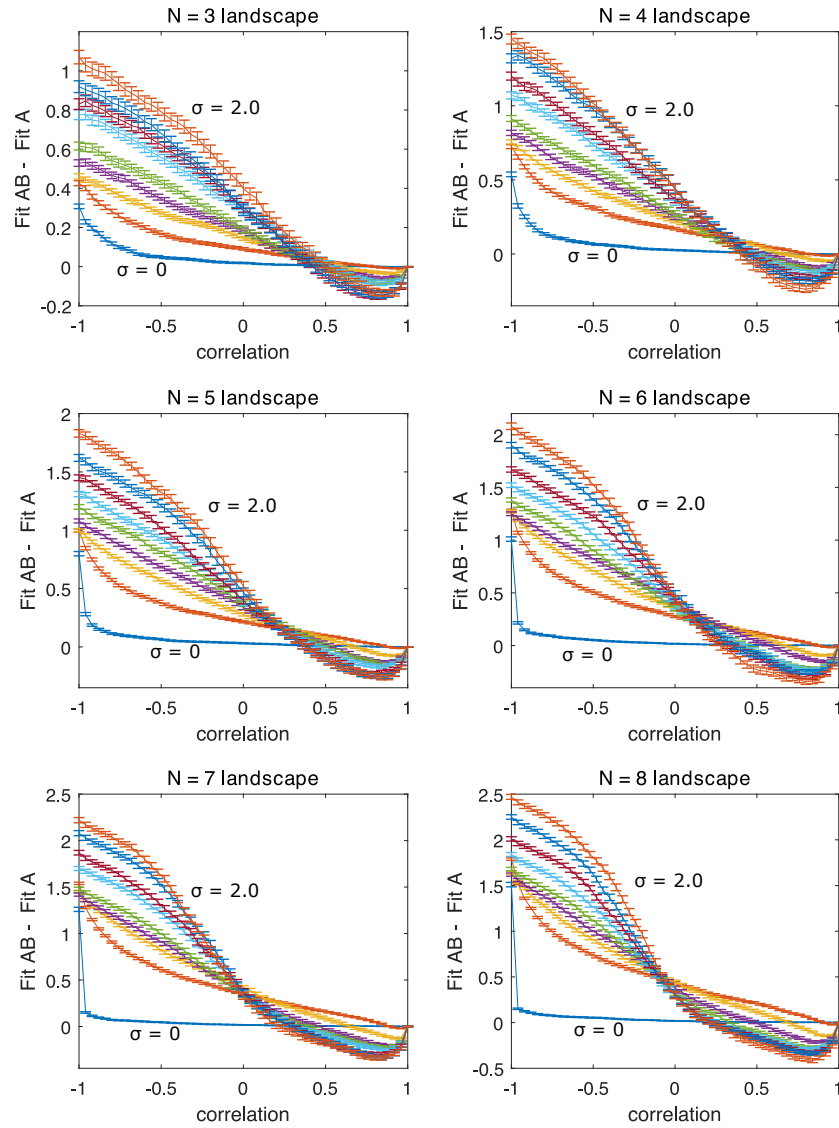 N = 3 landscape
Fit AB - Fit A
1
0.8
0.6
0.4
0.2
0
-0.2
σ = 2.0
σ = 0
-1
-0.5
0
0.5
1
correlation
N = 4 landscape
Fit AB - Fit A
1.5
1
0.5
0
σ = 2.0
σ = 0
-1
-0.5
0
0.5
1
correlation
N = 5 landscape
Fit AB - Fit A
2
1.5
1
0.5
0
σ = 2.0
σ = 0
-1
-0.5
0
0.5
1
correlation
N = 6 landscape
Fit AB - Fit A
2
1.5
1
0.5
0
σ = 2.0
σ = 0
-1
-0.5
0
0.5
1
correlation
N = 7 landscape
Fit AB - Fit A
2.5
2
1.5
1
0.5
0
σ = 2.0
σ = 0
-1
-0.5
0
0.5
1
correlation
N = 8 landscape
Fit AB - Fit A
2.5
2
1.5
1
0.5
0
-0.5
σ = 2.0
σ = 0
-1
-0.5
0
0.5
1
correlation